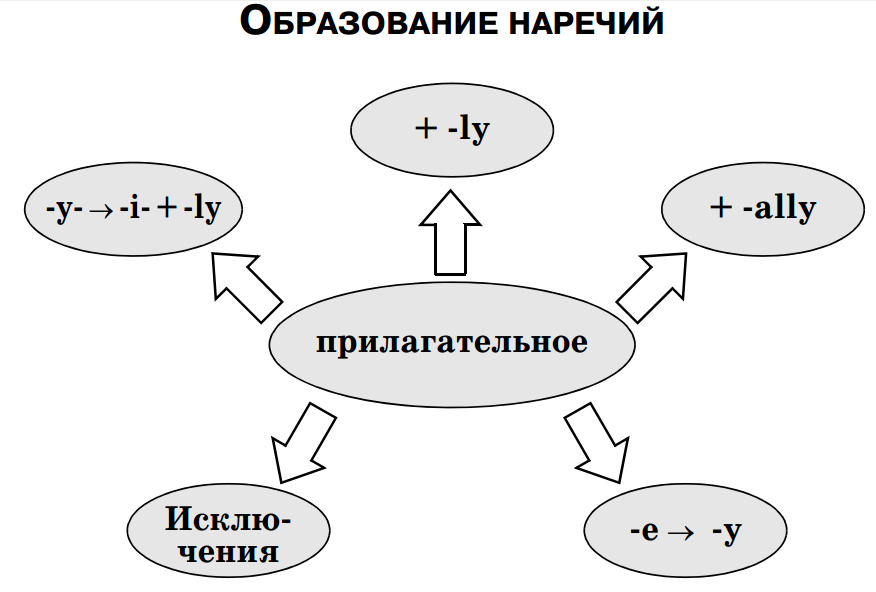 ОБРАЗОВАНИЕ НАРЕЧИЙ
+ -ly
-y- → -i- + -ly
+ -ally
прилагательное
Исклю-
чения
-e → -y